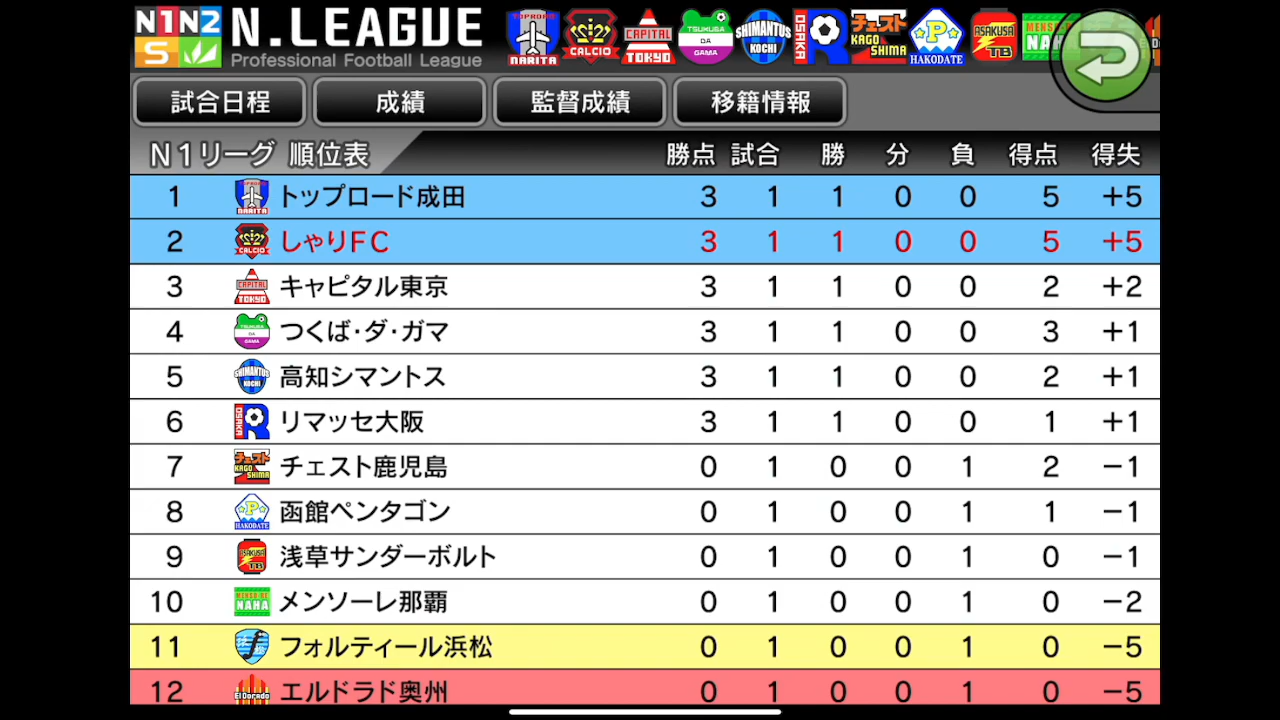 N1 N2 S N.LEAGUE
Professional Football League
TOPROAD NARITA CALCIO CAPITAL TOKYO TSUKUBA DA GAMA SHIMANTUS KOCHI OSAKA R チェスト KAGOSHIMA P HAKODATE ASAKUSA TB NAHA
試合日程 成績 監督成績 移籍情報
N1リーグ 順位表 勝点 試合 勝 分 負 得点 得失
1 トップロード成田 3 1 1 0 0 5 +5
2 しゃりFC 3 1 1 0 0 5 +5
3 キャピタル東京 3 1 1 0 0 2 +2
4 つくば・ダ・ガマ 3 1 1 0 0 3 +1
5 高知シマントス 3 1 1 0 0 2 +1
6 リマッセ大阪 3 1 1 0 0 1 +1
7 チェスト鹿児島 0 1 0 0 1 2 −1
8 函館ペンタゴン 0 1 0 0 1 1 −1
9 浅草サンダーボルト 0 1 0 0 1 0 −1
10 メンソーレ那覇 0 1 0 0 1 0 −2
11 フォルティール浜松 0 1 0 0 1 0 −5
12 エルドラド奥州 0 1 0 0 1 0 −5